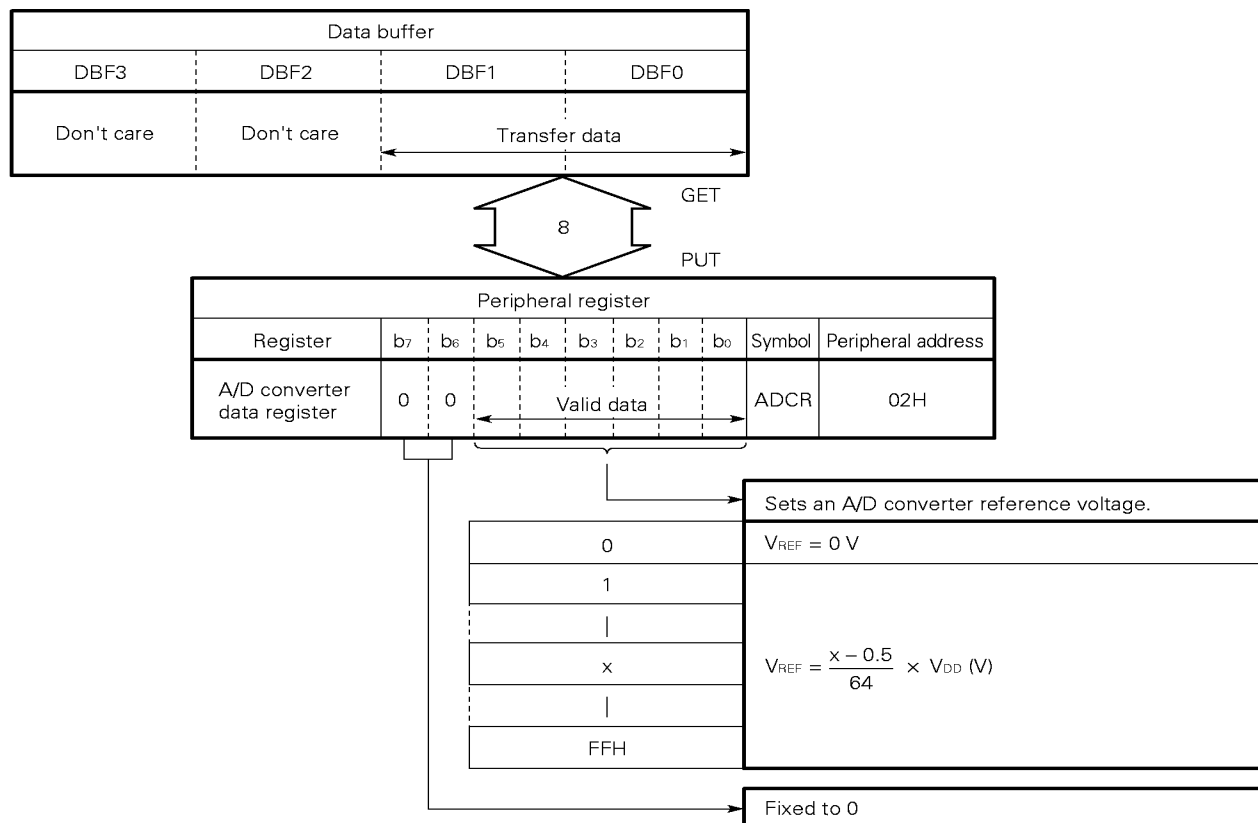 Data buffer
DBF3 DBF2 DBF1 DBF0
Don't care Don't care Transfer data
GET
8
PUT
Peripheral register
Register b7 b6 b5 b4 b3 b2 b1 b0 Symbol Peripheral address
A/D converter
data register
0 0 Valid data ADCR 02H
Sets an A/D converter reference voltage.
0 VREF = 0 V
1
|
x
VREF = x – 0.5 / 64 × VDD (V)
|
FFH
Fixed to 0